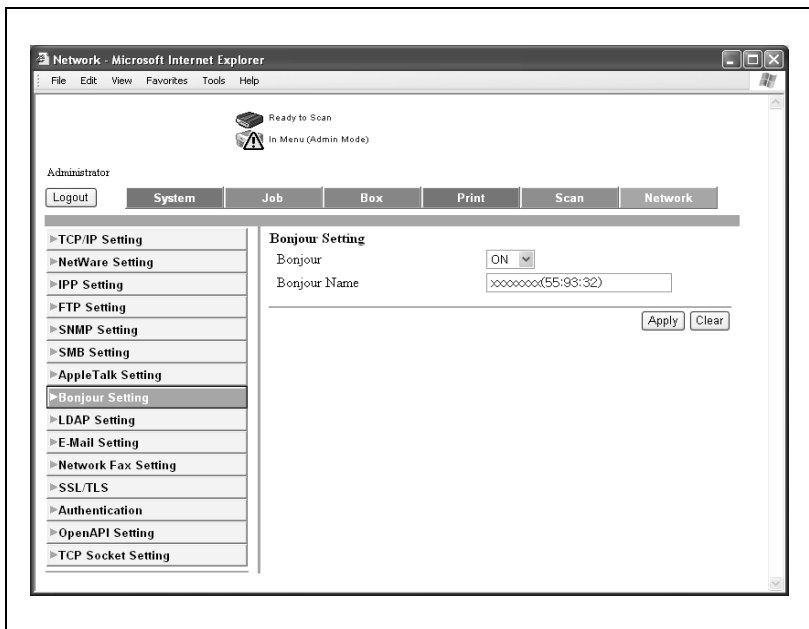 Network - Microsoft Internet Explorer
File Edit View Favorites Tools Help
Ready to Scan
In Menu (Admin Mode)
Administrator
Logout System Job Box Print Scan Network
TCP/IP Setting
NetWare Setting
IPP Setting
FTP Setting
SNMP Setting
SMB Setting
AppleTalk Setting
Bonjour Setting
LDAP Setting
E-Mail Setting
Network Fax Setting
SSL/TLS
Authentication
OpenAPI Setting
TCP Socket Setting
Bonjour Setting
Bonjour ON
Bonjour Name xxxxxxxx(55:93:32)
Apply Clear